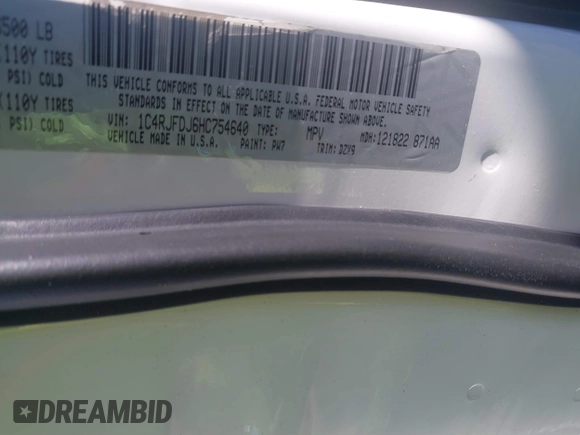 500 LB
110Y TIRES
PSI) COLD
(110Y TIRES
PSI) COLD
THIS VEHICLE CONFORMS TO ALL APPLICABLE U.S.A. FEDERAL MOTOR VEHICLE SAFETY
STANDARDS IN EFFECT ON THE DATE OF MANUFACTURE SHOWN ABOVE.
VIN: 1C4RJFDJ6HC754640 TYPE: MPV MDH: 121822 871AA
VEHICLE MADE IN U.S.A. PAINT: PW7 TRIM: DZX9
DREAMBID